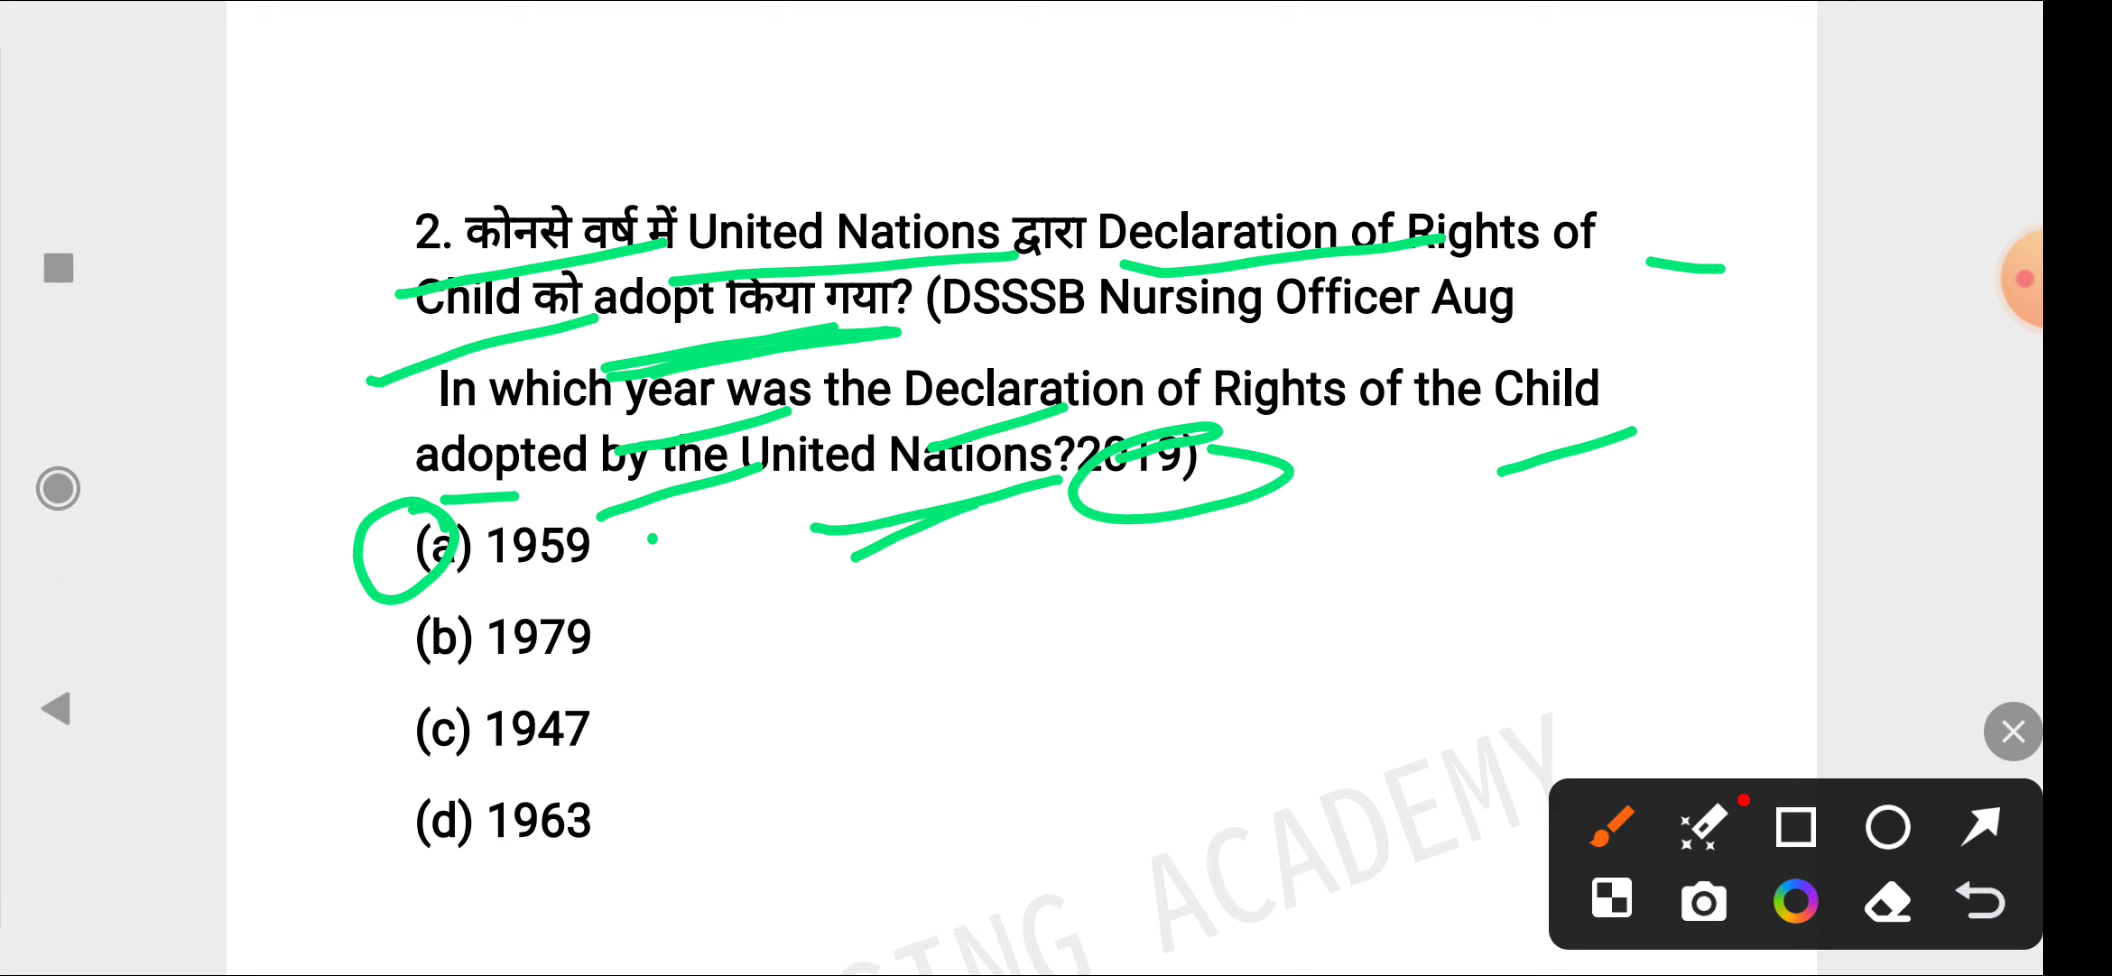 2. कोनसे वर्ष में United Nations द्वारा Declaration of Rights of
Child को adopt किया गया? (DSSSB Nursing Officer Aug
In which year was the Declaration of Rights of the Child
adopted by the United Nations?2019)
(a) 1959
(b) 1979
(c) 1947
(d) 1963
ACADEMY